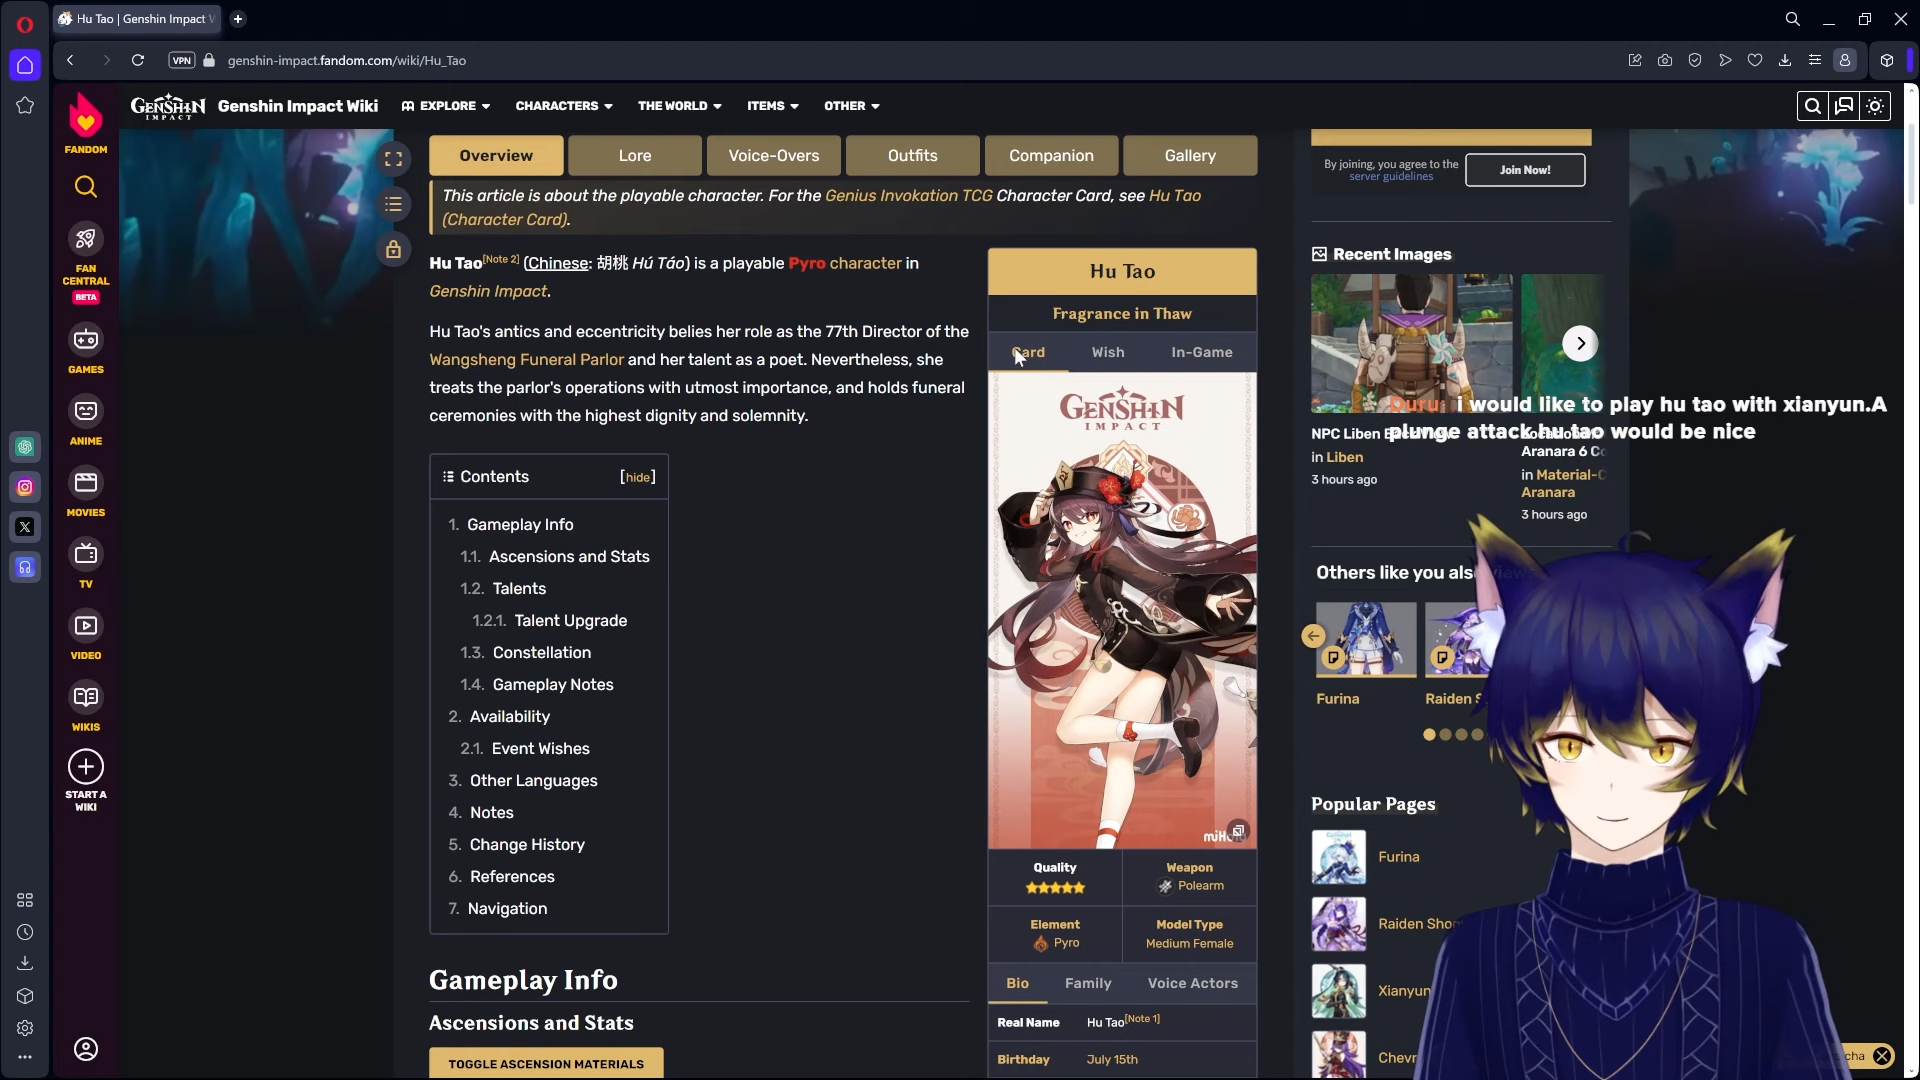 Hu Tao | Genshin Impact W
VPN
genshin-impact.fandom.com/wiki/Hu_Tao
GENSHIN
IMPACT
Genshin Impact Wiki
EXPLORE
CHARACTERS
THE WORLD
ITEMS
OTHER
FANDOM
FAN
CENTRAL
BETA
GAMES
ANIME
MOVIES
TV
VIDEO
WIKIS
START A
WIKI
Overview
Lore
Voice-Overs
Outfits
Companion
Gallery
This article is about the playable character. For the Genius Invokation TCG Character Card, see Hu Tao
(Character Card).
Hu Tao[Note 2] (Chinese: 胡桃 Hú Táo) is a playable Pyro character in
Genshin Impact.
Hu Tao's antics and eccentricity belies her role as the 77th Director of the
Wangsheng Funeral Parlor and her talent as a poet. Nevertheless, she
treats the parlor's operations with utmost importance, and holds funeral
ceremonies with the highest dignity and solemnity.
Contents [hide]
1. Gameplay Info
1.1. Ascensions and Stats
1.2. Talents
1.2.1. Talent Upgrade
1.3. Constellation
1.4. Gameplay Notes
2. Availability
2.1. Event Wishes
3. Other Languages
4. Notes
5. Change History
6. References
7. Navigation
Gameplay Info
Ascensions and Stats
TOGGLE ASCENSION MATERIALS
Hu Tao
Fragrance in Thaw
Card
Wish
In-Game
GENSHIN
IMPACT
Quality
Weapon
Polearm
Element
Pyro
Model Type
Medium Female
Bio
Family
Voice Actors
Real Name Hu Tao[Note 1]
Birthday July 15th
By joining, you agree to the
server guidelines
Join Now!
Recent Images
Duru: i would like to play hu tao with xianyun.A
plunge attack hu tao would be nice
NPC Liben
in Liben
3 hours ago
Aranara 6
in Material-C
Aranara
3 hours ago
Others like you als
Furina
Raiden S
Popular Pages
Furina
Raiden Sho
Xianyun
Chevr
cha